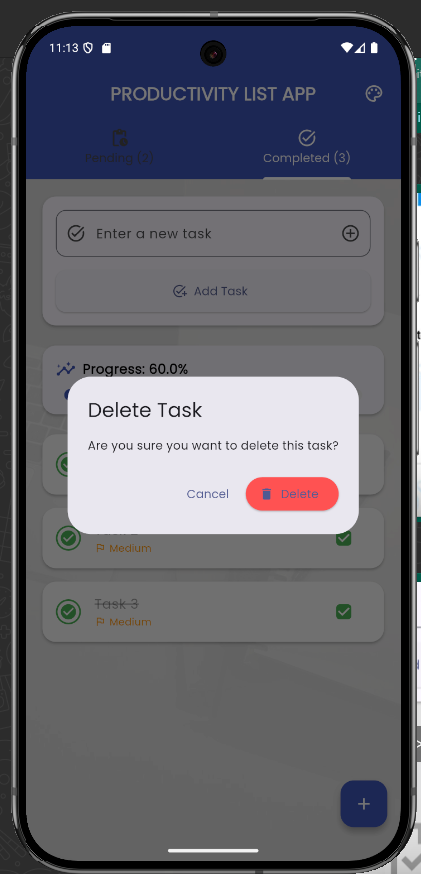 11:13
PRODUCTIVITY LIST APP
Pending (2)
Completed (3)
Enter a new task
Add Task
Progress: 60.0%
Delete Task
Are you sure you want to delete this task?
Cancel
Delete
Medium
Task 3
Medium